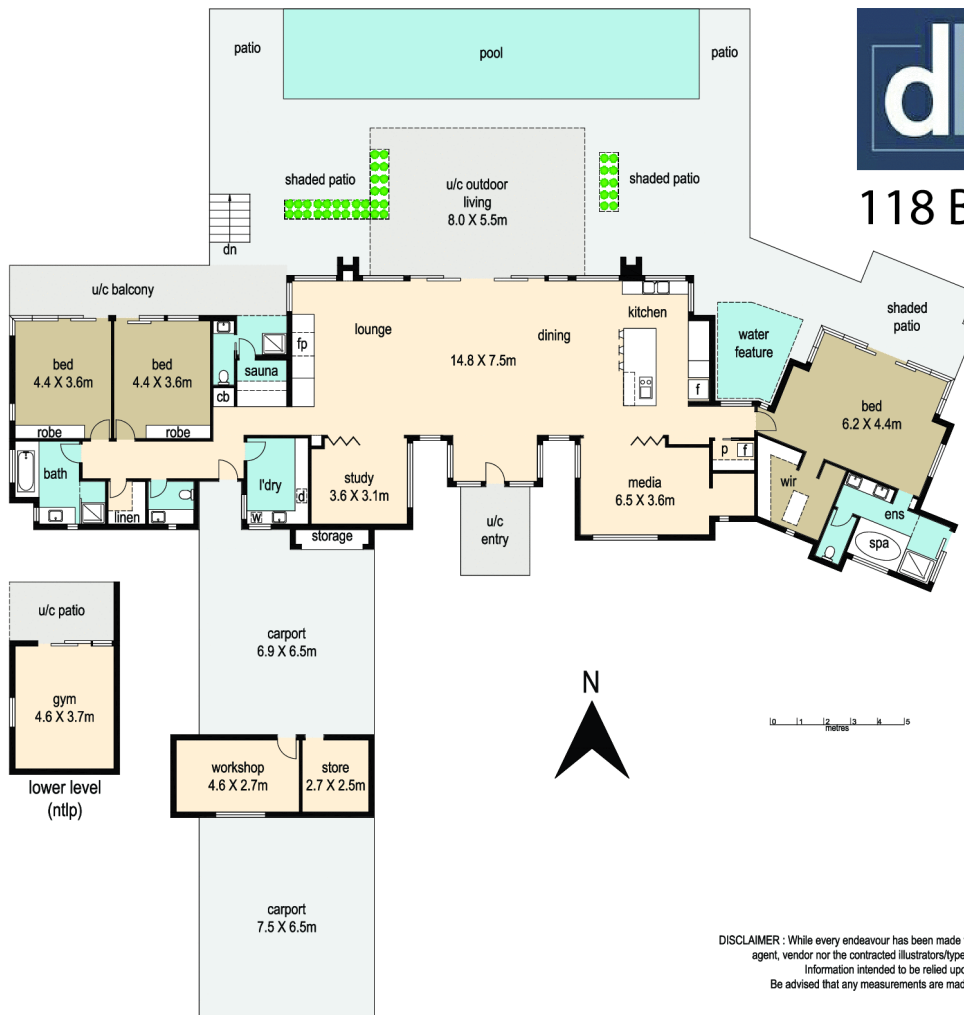 patio
pool
patio
d
118 B
shaded patio
u/c outdoor
living
8.0 X 5.5m
shaded patio
dn
u/c balcony
lounge
dining
kitchen
14.8 X 7.5m
fp
water
feature
shaded
patio
bed
4.4 X 3.6m
bed
4.4 X 3.6m
sauna
cb
f
bed
6.2 X 4.4m
robe
robe
bath
l'dry
d
w
linen
study
3.6 X 3.1m
storage
u/c
entry
media
6.5 X 3.6m
p
f
wir
ens
spa
u/c patio
gym
4.6 X 3.7m
lower level
(ntlp)
carport
6.9 X 6.5m
N
0 1 2 3 4 5
metres
workshop
4.6 X 2.7m
store
2.7 X 2.5m
carport
7.5 X 6.5m
DISCLAIMER : While every endeavour has been made
agent, vendor nor the contracted illustrators/type
Information intended to be relied upo
Be advised that any measurements are mad